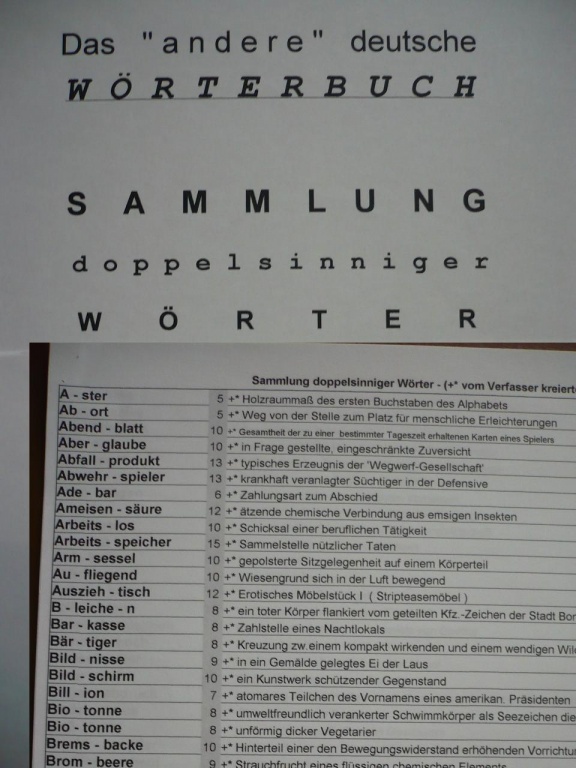 Das "andere" deutsche
WÖRTERBUCH
SAMMLUNG
doppelsinniger
WÖRTER
Sammlung doppelsinniger Wörter - (+* vom Verfasser kreierte
A - ster 5 +* Holzraummaß des ersten Buchstaben des Alphabets
Ab - ort 5 +* Weg von der Stelle zum Platz für menschliche Erleichterungen
Abend - blatt 10 +* Gesamtheit der zu einer bestimmter Tageszeit erhaltenen Karten eines Spielers
Aber - glaube 10 +* in Frage gestellte, eingeschränkte Zuversicht
Abfall - produkt 13 +* typisches Erzeugnis der 'Wegwerf-Gesellschaft'
Abwehr - spieler 13 +* krankhaft veranlagter Süchtiger in der Defensive
Ade - bar 6 +* Zahlungsart zum Abschied
Ameisen - säure 12 +* ätzende chemische Verbindung aus emsigen Insekten
Arbeits - los 10 +* Schicksal einer beruflichen Tätigkeit
Arbeits - speicher 15 +* Sammelstelle nützlicher Taten
Arm - sessel 10 +* gepolsterte Sitzgelegenheit auf einem Körperteil
Au - fliegend 10 +* Wiesengrund sich in der Luft bewegend
Auszieh - tisch 12 +* Erotisches Möbelstück I ( Stripteasemöbel )
B - leiche - n 8 +* ein toter Körper flankiert vom geteilten Kfz.-Zeichen der Stadt Bon
Bar - kasse 8 +* Zahlstelle eines Nachtlokals
Bär - tiger 8 +* Kreuzung zw.einem kompakt wirkenden und einem wendigen Wild
Bild - nisse 9 +* in ein Gemälde gelegtes Ei der Laus
Bild - schirm 10 +* ein Kunstwerk schützender Gegenstand
Bill - ion 7 +* atomares Teilchen des Vornamens eines amerikan. Präsidenten
Bio - tonne 8 +* umweltfreundlich verankerter Schwimmkörper als Seezeichen die
Bio - tonne 8 +* unförmig dicker Vegetarier
Brems - backe 10 +* Hinterteil einer den Bewegungswiderstand erhöhenden Vorrichtun
Brom - beere 9 +* Strauchfrucht eines flüssigen chemischen Elements